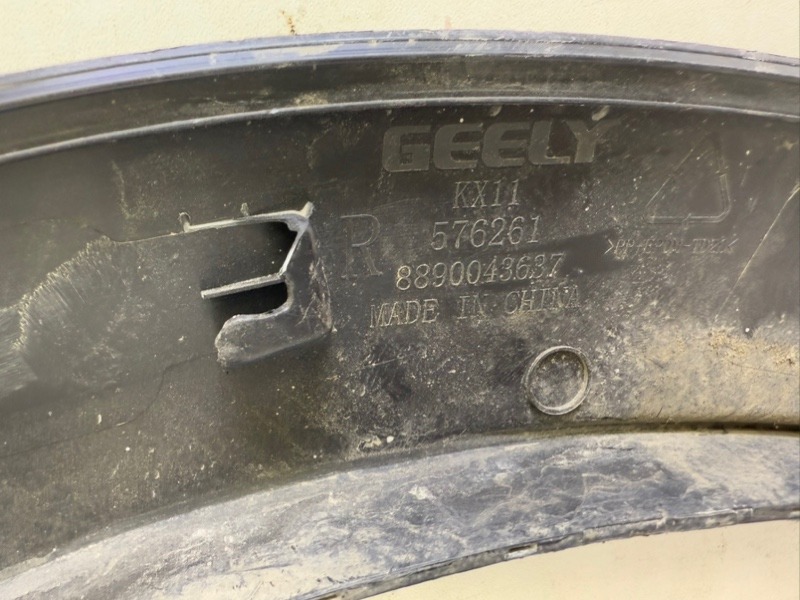 GEELY
KX11
R
576261
8890043637
MADE IN CHINA